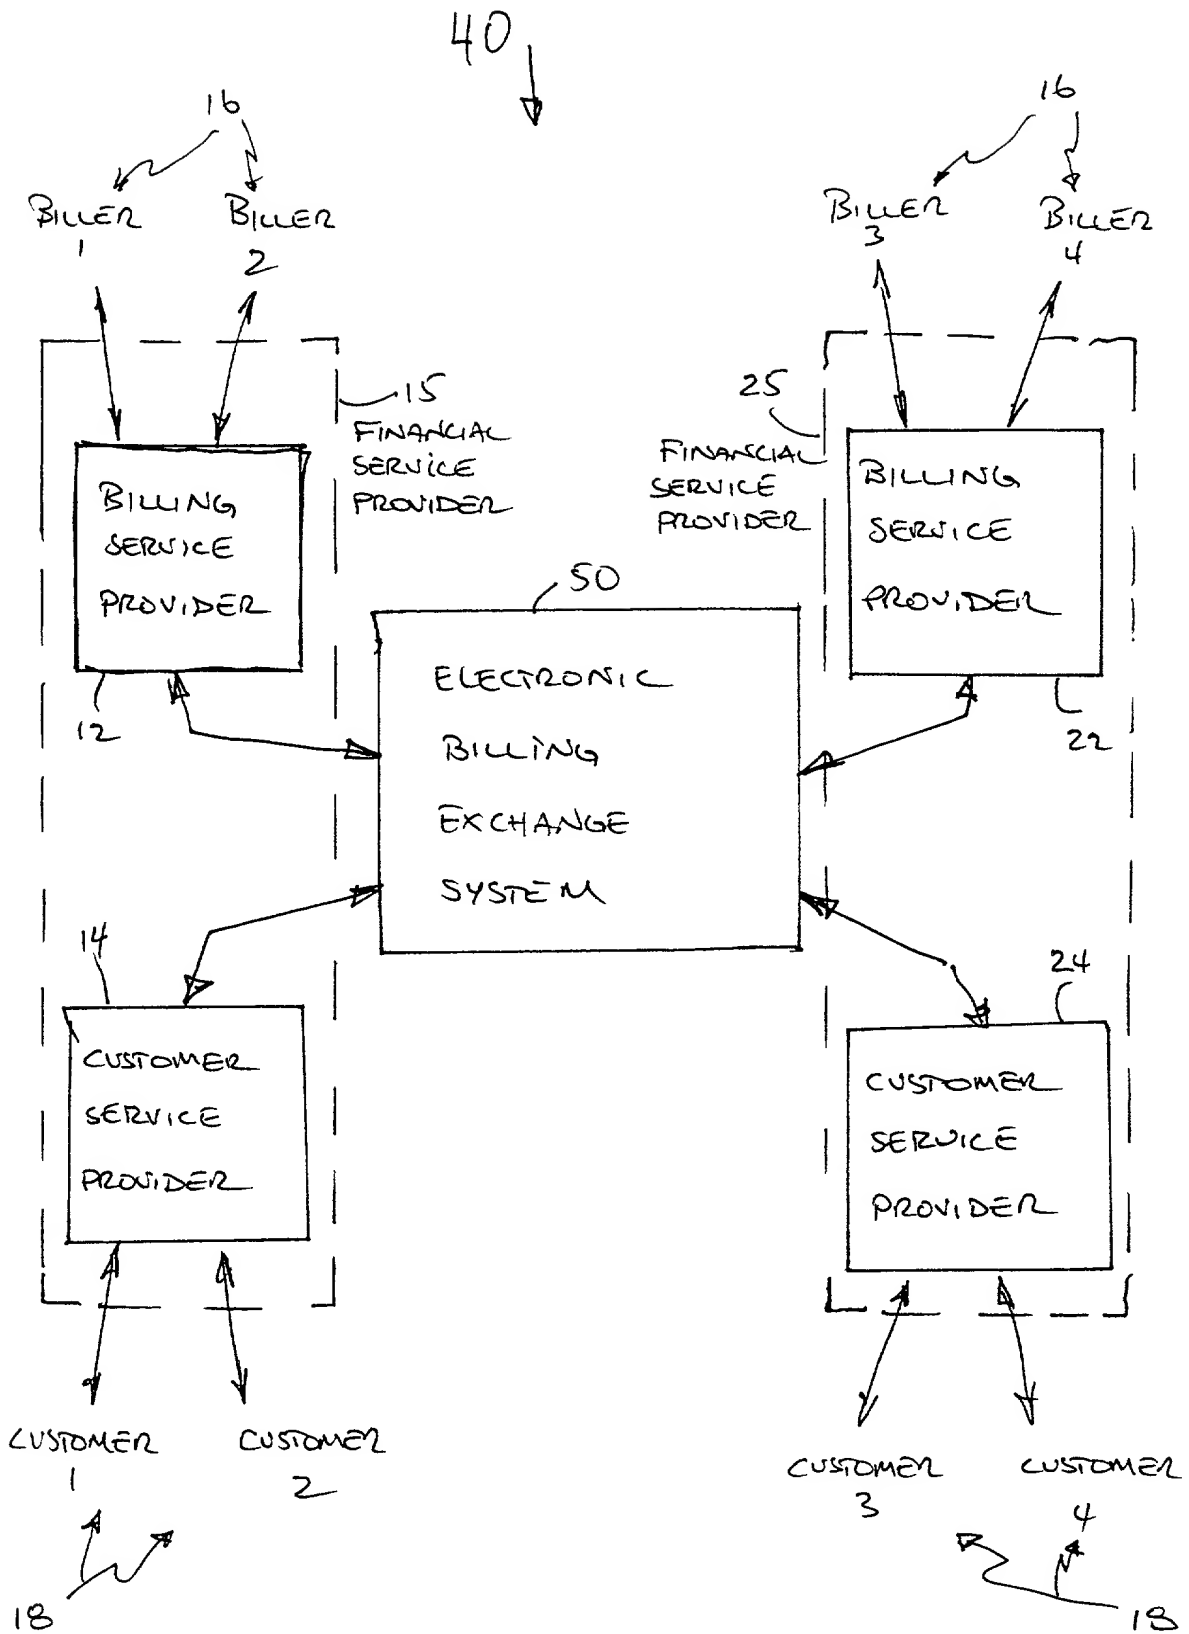 40
16
16
BILLER
1
BILLER
2
BILLER
3
BILLER
4
15
FINANCIAL
SERVICE
PROVIDER
25
FINANCIAL
SERVICE
PROVIDER
BILLING
SERVICE
PROVIDER
12
BILLING
SERVICE
PROVIDER
22
50
ELECTRONIC
BILLING
EXCHANGE
SYSTEM
14
CUSTOMER
SERVICE
PROVIDER
24
CUSTOMER
SERVICE
PROVIDER
CUSTOMER
1
CUSTOMER
2
CUSTOMER
3
CUSTOMER
4
18
18